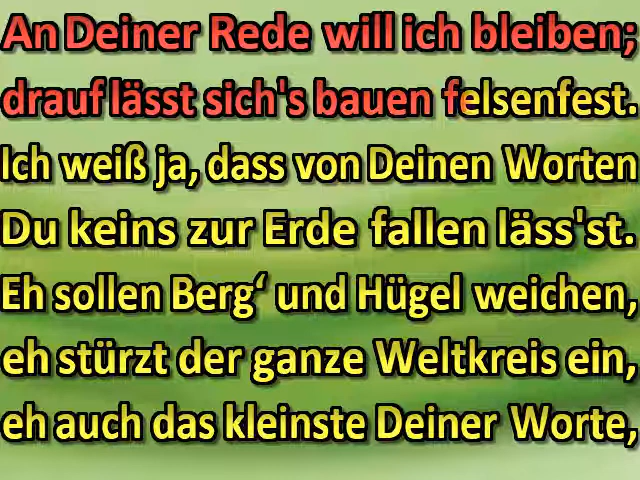 An Deiner Rede will ich bleiben;
drauf lässt sich's bauen felsenfest.
Ich weiß ja, dass von Deinen Worten
Du keins zur Erde fallen läss'st.
Eh sollen Berg‘ und Hügel weichen,
eh stürzt der ganze Weltkreis ein,
eh auch das kleinste Deiner Worte,